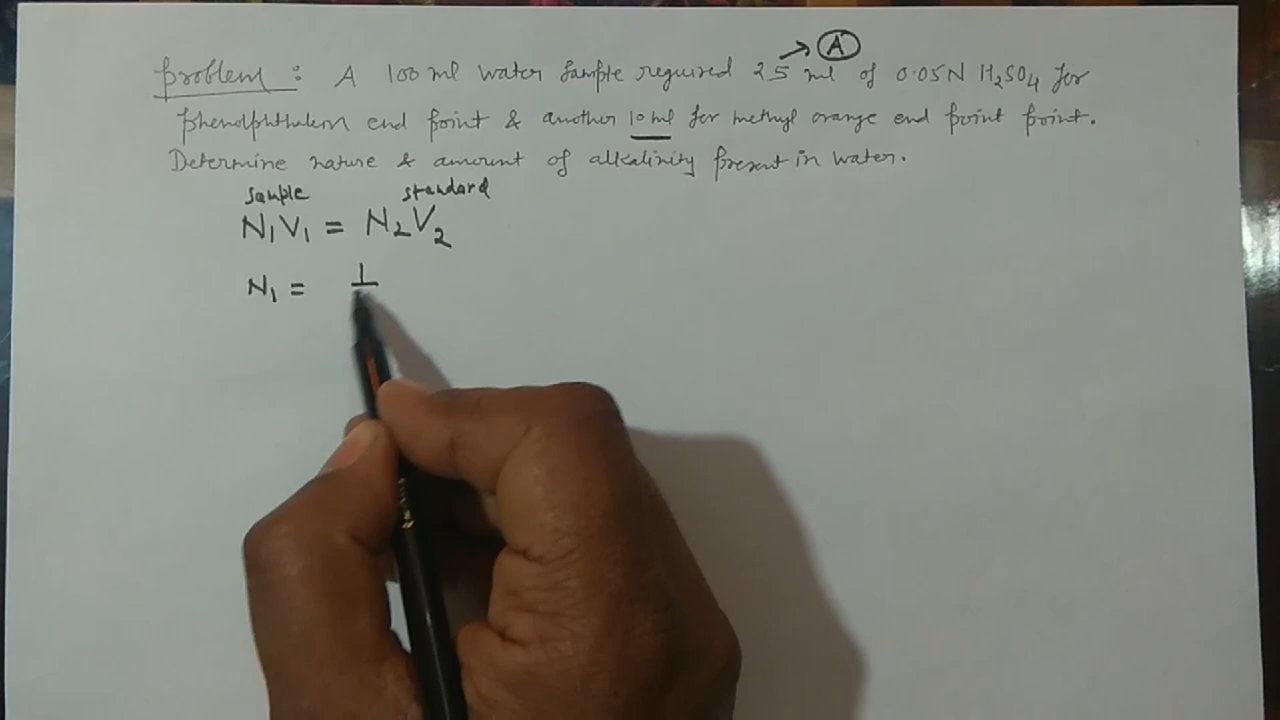 A
problem : A 100 ml water sample required 25 ml of 0.05N H₂SO₄ for
phenolphthalein end point & another 10 ml for methyl orange end point point.
Determine nature & amount of alkalinity present in water.
sample standard
N₁V₁ = N₂V₂
N₁ = 1